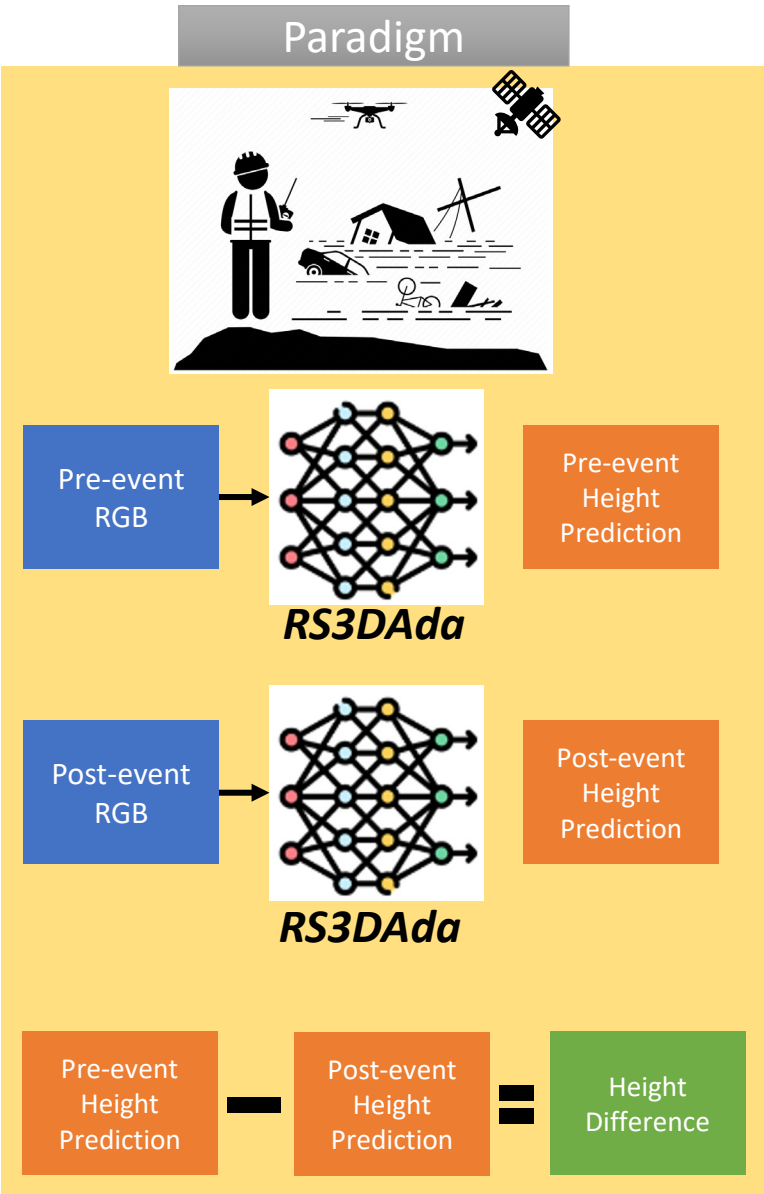 Paradigm
Pre-event
RGB
Pre-event
Height
Prediction
RS3DAda
Post-event
RGB
Post-event
Height
Prediction
RS3DAda
Pre-event
Height
Prediction
Post-event
Height
Prediction
Height
Difference